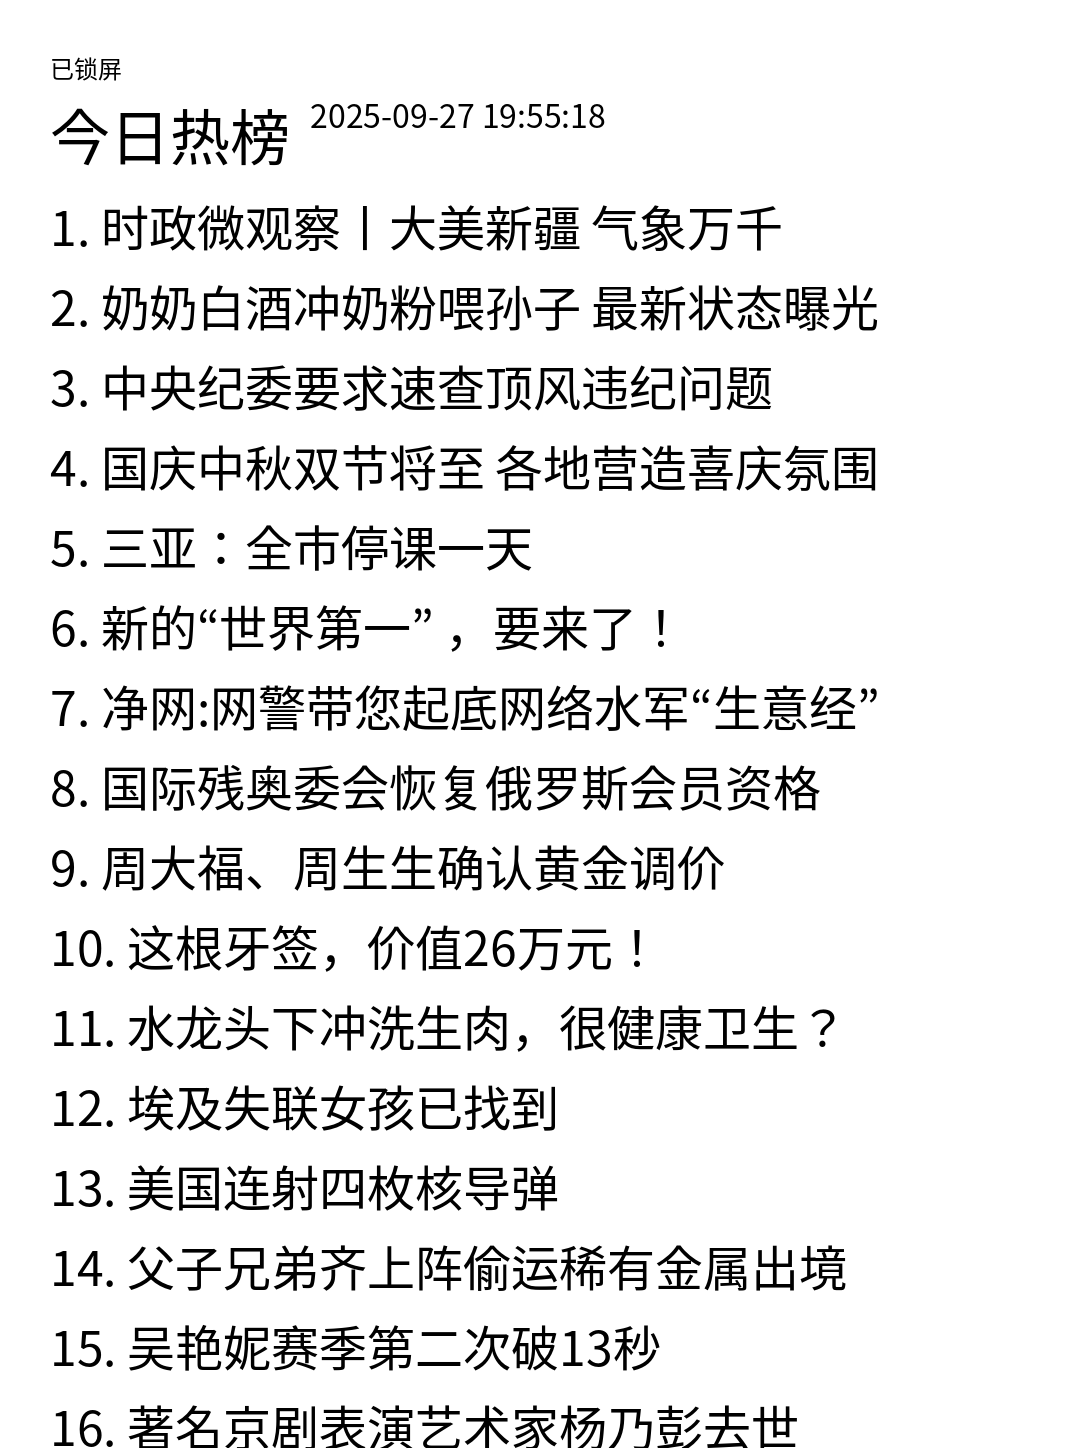 已锁屏
今日热榜 2025-09-27 19:55:18
1. 时政微观察丨大美新疆 气象万千
2. 奶奶白酒冲奶粉喂孙子 最新状态曝光
3. 中央纪委要求速查顶风违纪问题
4. 国庆中秋双节将至 各地营造喜庆氛围
5. 三亚：全市停课一天
6. 新的“世界第一”，要来了！
7. 净网:网警带您起底网络水军“生意经”
8. 国际残奥委会恢复俄罗斯会员资格
9. 周大福、周生生确认黄金调价
10. 这根牙签，价值26万元！
11. 水龙头下冲洗生肉，很健康卫生？
12. 埃及失联女孩已找到
13. 美国连射四枚核导弹
14. 父子兄弟齐上阵偷运稀有金属出境
15. 吴艳妮赛季第二次破13秒
16. 著名京剧表演艺术家杨乃彭去世